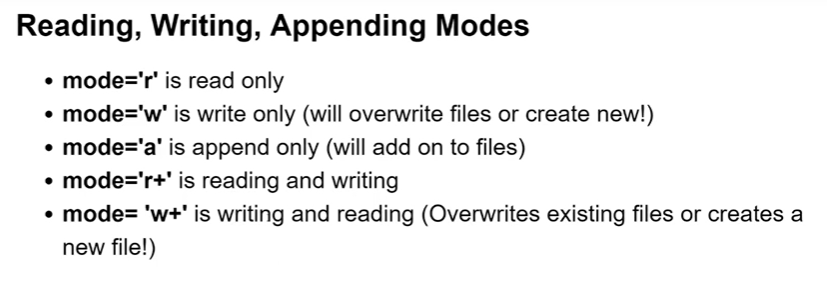 Reading, Writing, Appending Modes
• mode='r' is read only
• mode='w' is write only (will overwrite files or create new!)
• mode='a' is append only (will add on to files)
• mode='r+' is reading and writing
• mode= 'w+' is writing and reading (Overwrites existing files or creates a
new file!)